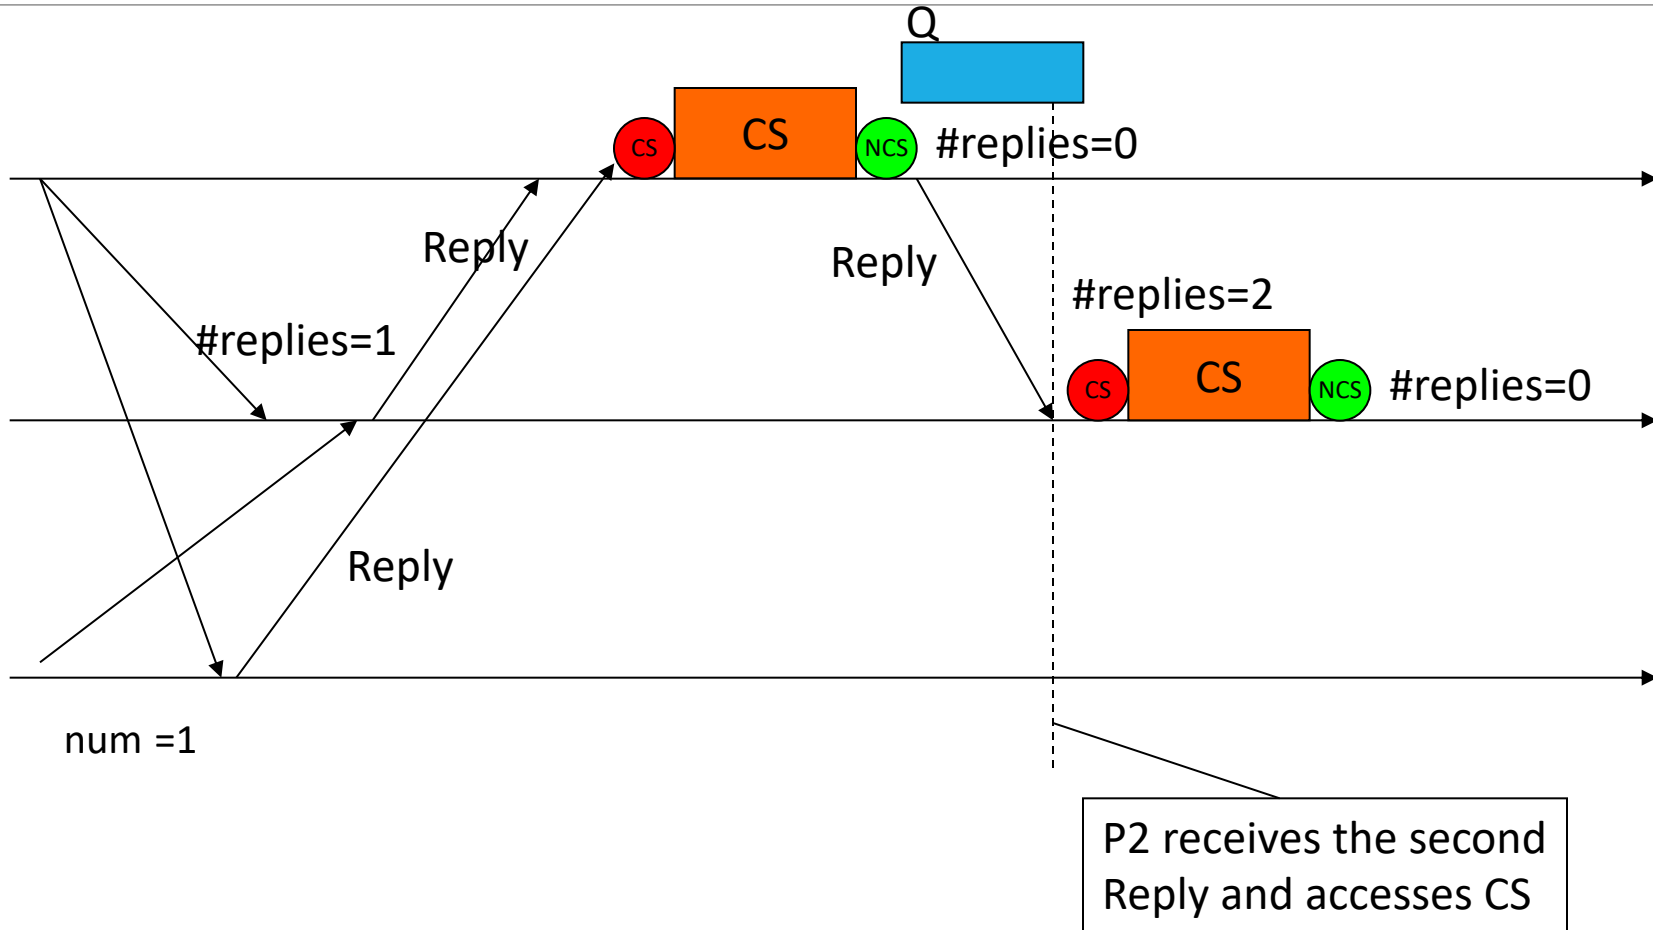 Q
CS
CS
NCS
#replies=0
Reply
Reply
#replies=2
#replies=1
CS
CS
NCS
#replies=0
Reply
num =1
P2 receives the second
Reply and accesses CS